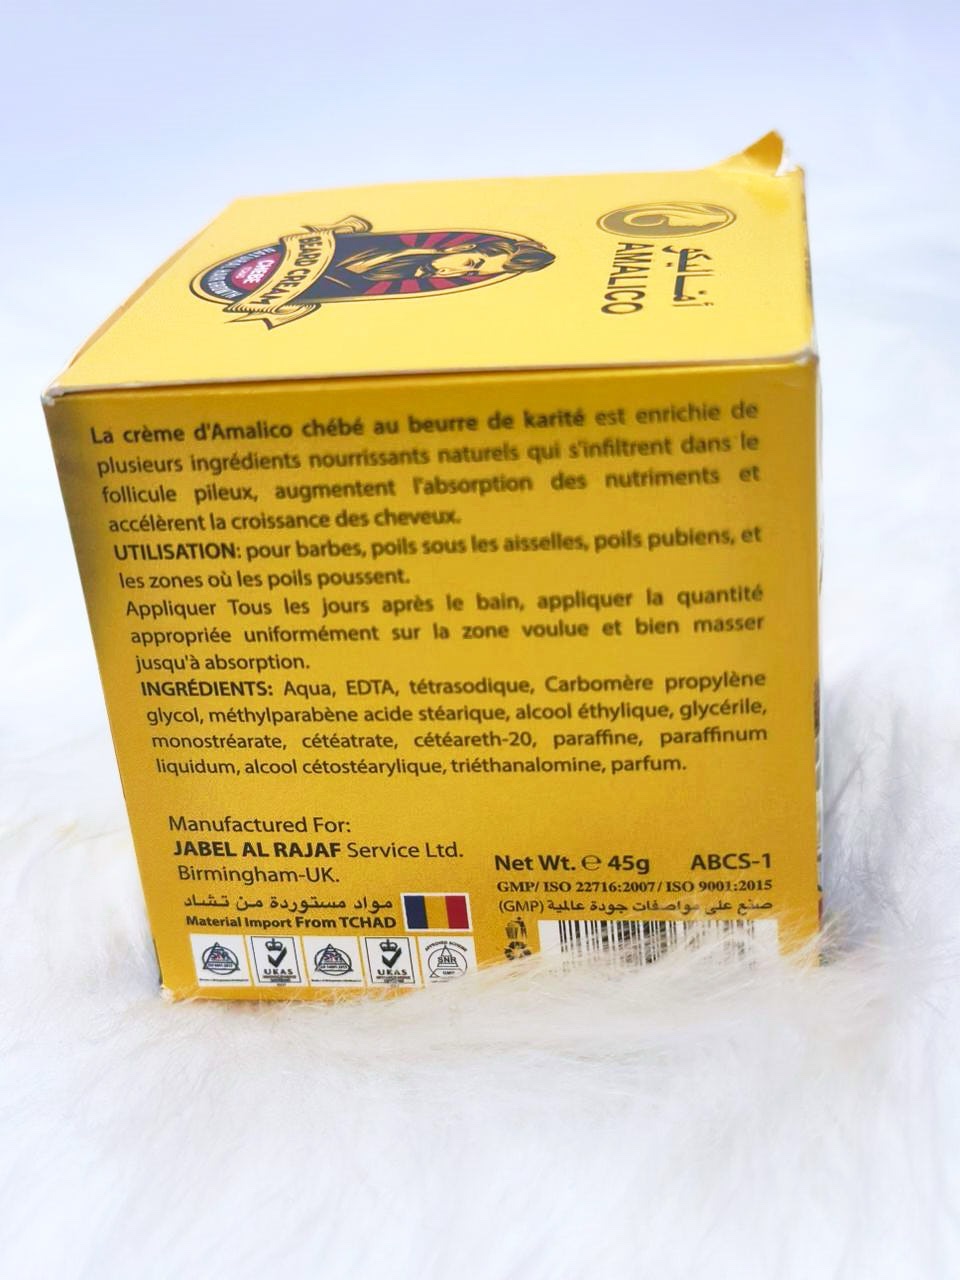 أماليكو
AMALICO
BEARD CREAM
CHEBE
La crème d'Amalico chébé au beurre de karité est enrichie de
plusieurs ingrédients nourrissants naturels qui s'infiltrent dans le
follicule pileux, augmentent l'absorption des nutriments et
accélèrent la croissance des cheveux.
UTILISATION: pour barbes, poils sous les aisselles, poils pubiens, et
les zones où les poils poussent.
Appliquer Tous les jours après le bain, appliquer la quantité
appropriée uniformément sur la zone voulue et bien masser
jusqu'à absorption.
INGRÉDIENTS: Aqua, EDTA, tétrasodique, Carbomère propylène
glycol, méthylparabène acide stéarique, alcool éthylique, glycérile,
monostréarate, cétéatrate, cétéareth-20, paraffine, paraffinum
liquidum, alcool cétostéarylique, triéthanalomine, parfum.
Manufactured For:
JABEL AL RAJAF Service Ltd.
Birmingham-UK.
مواد مستوردة من تشاد
Material Import From TCHAD
Net Wt. ℮ 45g ABCS-1
GMP/ ISO 22716:2007 / ISO 9001:2015
صنع على مواصفات جودة عالية (GMP)
UKAS
UKAS
SNR